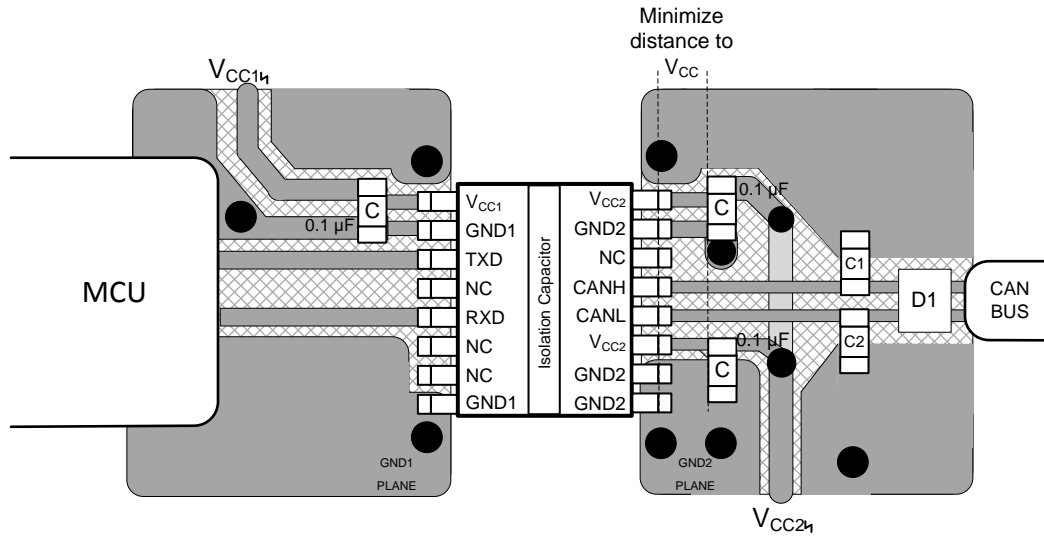 Minimize
distance to
VCC
VCC1
0.1 µF
C
MCU
VCC1
GND1
TXD
NC
RXD
NC
NC
GND1
Isolation Capacitor
VCC2
GND2
NC
CANH
CANL
VCC2
GND2
GND2
C
0.1 µF
0.1 µF
C
C1
C2
D1
CAN
BUS
GND1
PLANE
GND2
PLANE
VCC2